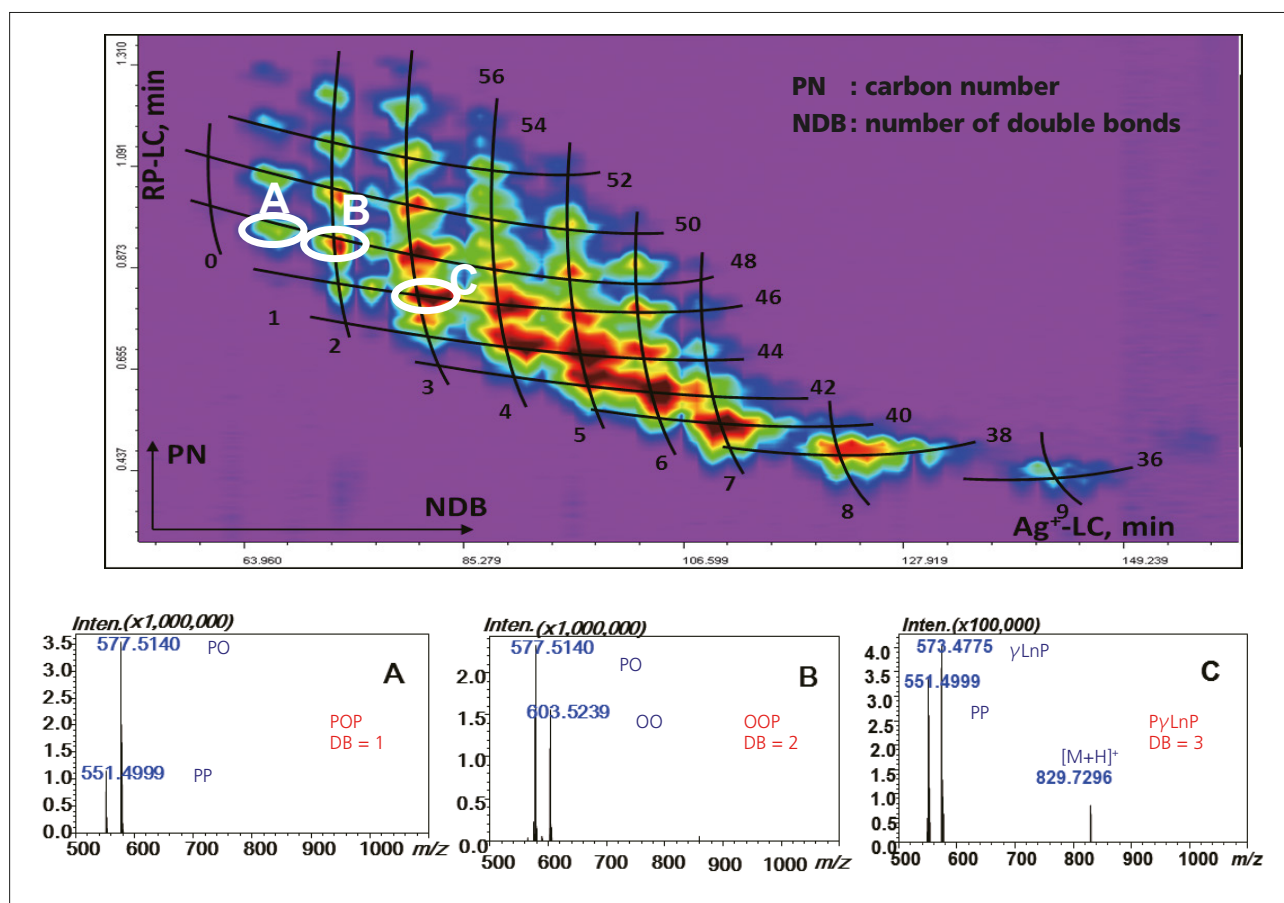 RP-LC, min
1.310
1.091
0.873
0.655
0.437
PN : carbon number
NDB: number of double bonds
56
54
52
50
48
46
44
42
40
38
36
A
B
C
0
1
2
3
4
5
6
7
8
9
PN
NDB
Ag⁺-LC, min
63.960
85.279
106.599
127.919
149.239
Inten.(x1,000,000)
3.5
3.0
2.5
2.0
1.5
1.0
0.5
0.0
577.5140 PO
A
POP
DB = 1
551.4999 PP
500 600 700 800 900 1000 m/z
Inten.(x1,000,000)
2.0
1.5
1.0
0.5
0.0
577.5140
PO
B
603.5239 OO
OOP
DB = 2
500 600 700 800 900 1000 m/z
Inten.(x100,000)
4.0
3.5
3.0
2.5
2.0
1.5
1.0
0.5
0.0
573.4775 γLnP
C
551.4999
PP
PγLnP
DB = 3
[M+H]⁺
829.7296
500 600 700 800 900 1000 m/z